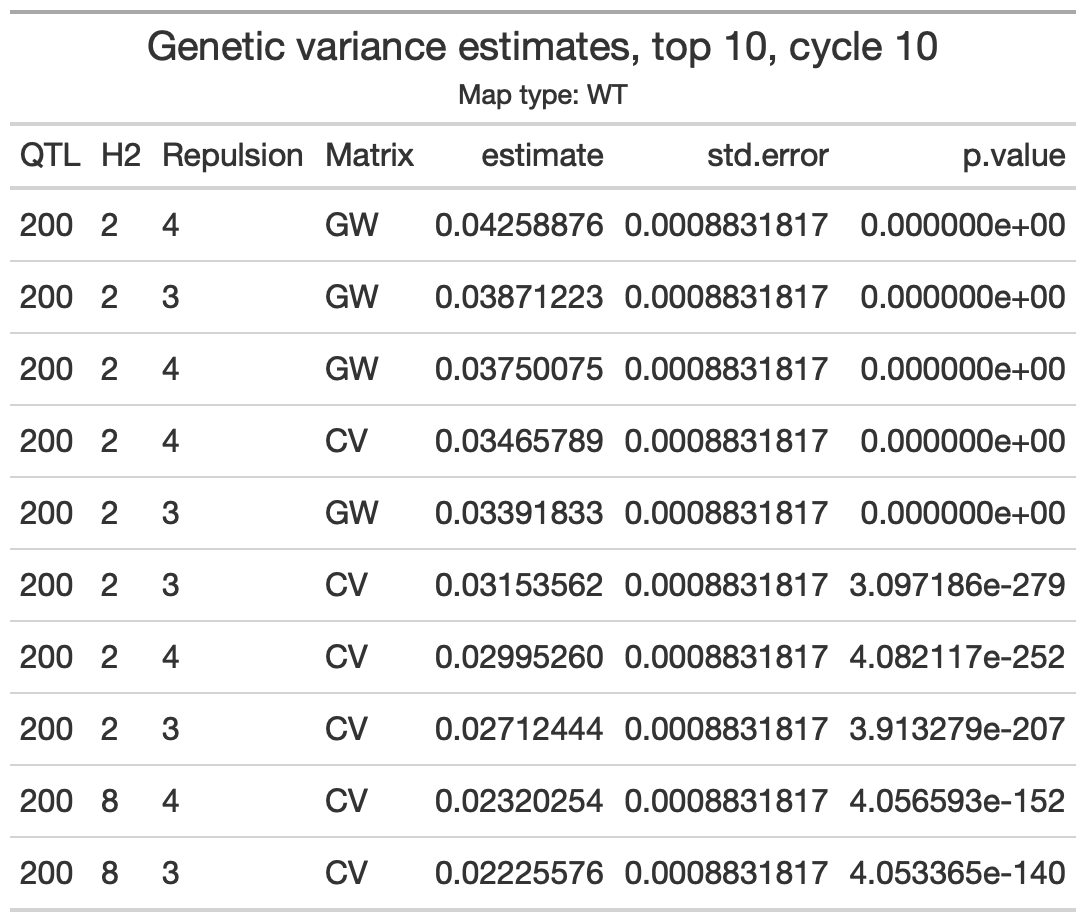 Genetic variance estimates, top 10, cycle 10
Map type: WT
QTL H2 Repulsion Matrix estimate std.error p.value
200 2 4 GW 0.04258876 0.0008831817 0.000000e+00
200 2 3 GW 0.03871223 0.0008831817 0.000000e+00
200 2 4 GW 0.03750075 0.0008831817 0.000000e+00
200 2 4 CV 0.03465789 0.0008831817 0.000000e+00
200 2 3 GW 0.03391833 0.0008831817 0.000000e+00
200 2 3 CV 0.03153562 0.0008831817 3.097186e-279
200 2 4 CV 0.02995260 0.0008831817 4.082117e-252
200 2 3 CV 0.02712444 0.0008831817 3.913279e-207
200 8 4 CV 0.02320254 0.0008831817 4.056593e-152
200 8 3 CV 0.02225576 0.0008831817 4.053365e-140